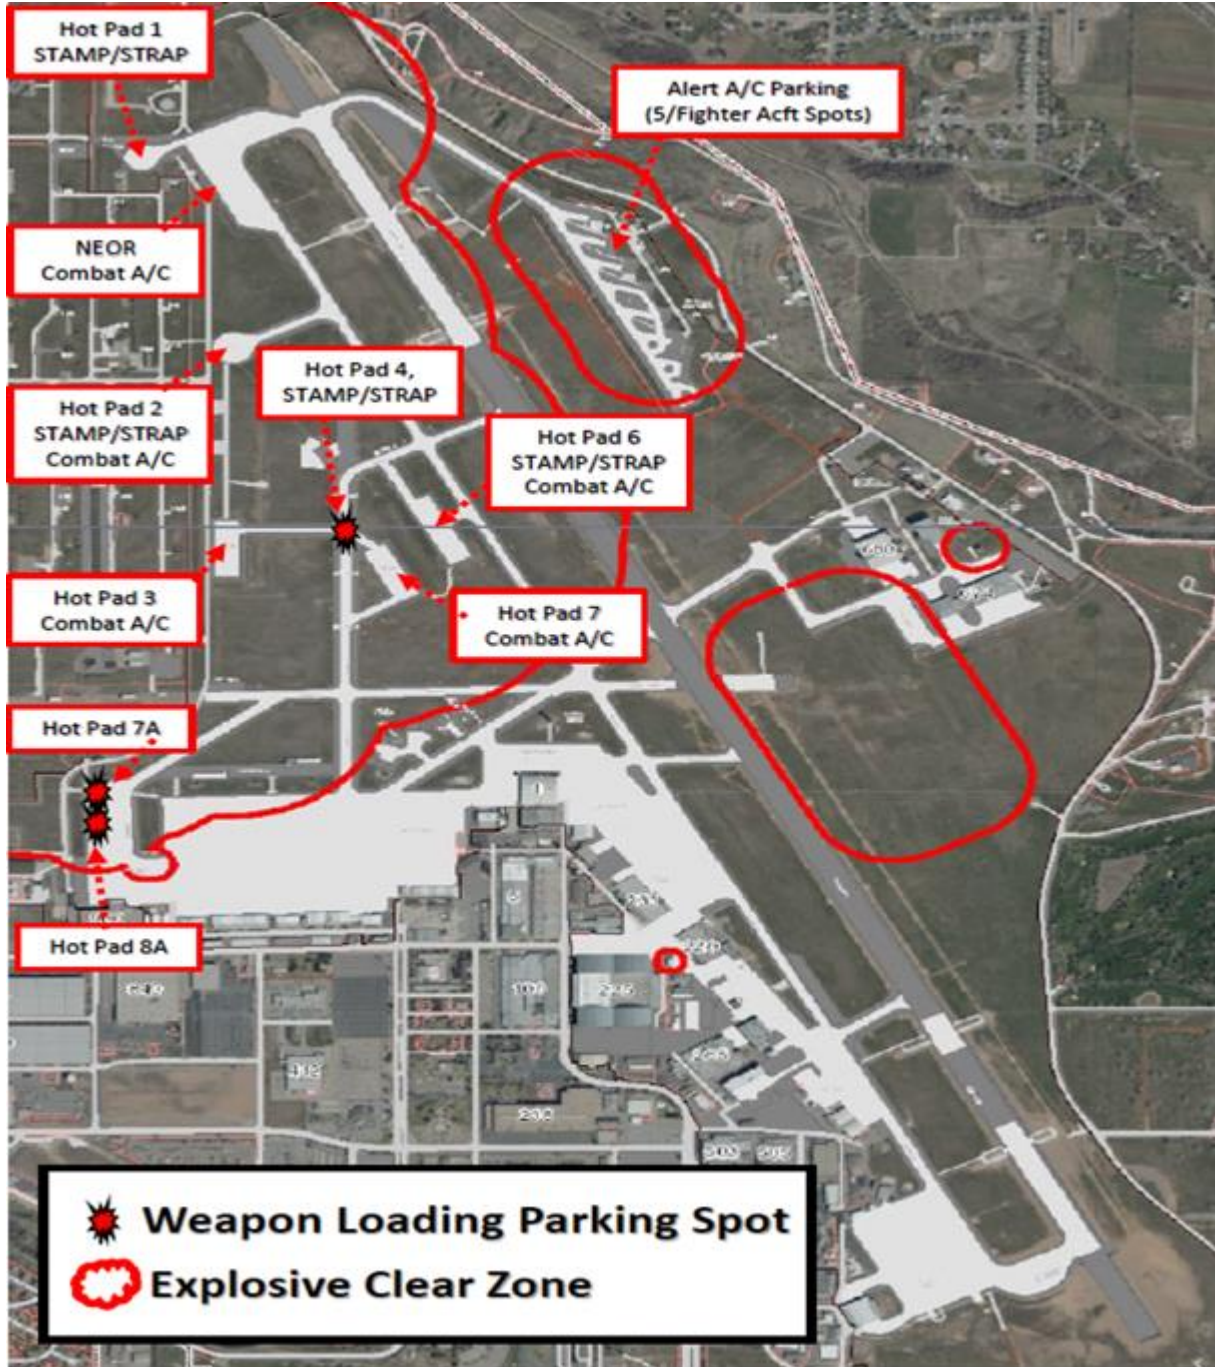 Hot Pad 1
STAMP/STRAP
Alert A/C Parking
(5/Fighter Acft Spots)
NEOR
Combat A/C
Hot Pad 4,
STAMP/STRAP
Hot Pad 2
STAMP/STRAP
Combat A/C
Hot Pad 6
STAMP/STRAP
Combat A/C
Hot Pad 3
Combat A/C
Hot Pad 7
Combat A/C
Hot Pad 7A
Hot Pad 8A
Weapon Loading Parking Spot
Explosive Clear Zone